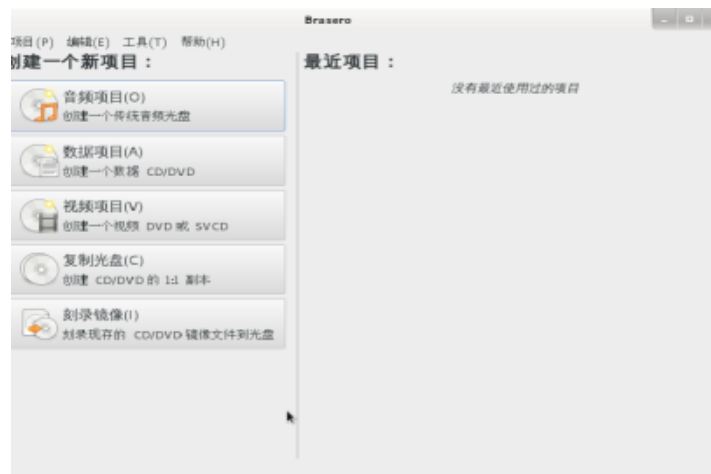 Brasero
项目(P) 编辑(E) 工具(T) 帮助(H)
创建一个新项目：
最近项目：
没有最近使用过的项目
音频项目(O)
创建一个传统音频光盘
数据项目(A)
创建一个数据 CD/DVD
视频项目(V)
创建一个视频 DVD 或 SVCD
复制光盘(C)
创建 CD/DVD 的 1:1 副本
刻录镜像(I)
刻录现存的 CD/DVD 镜像文件到光盘